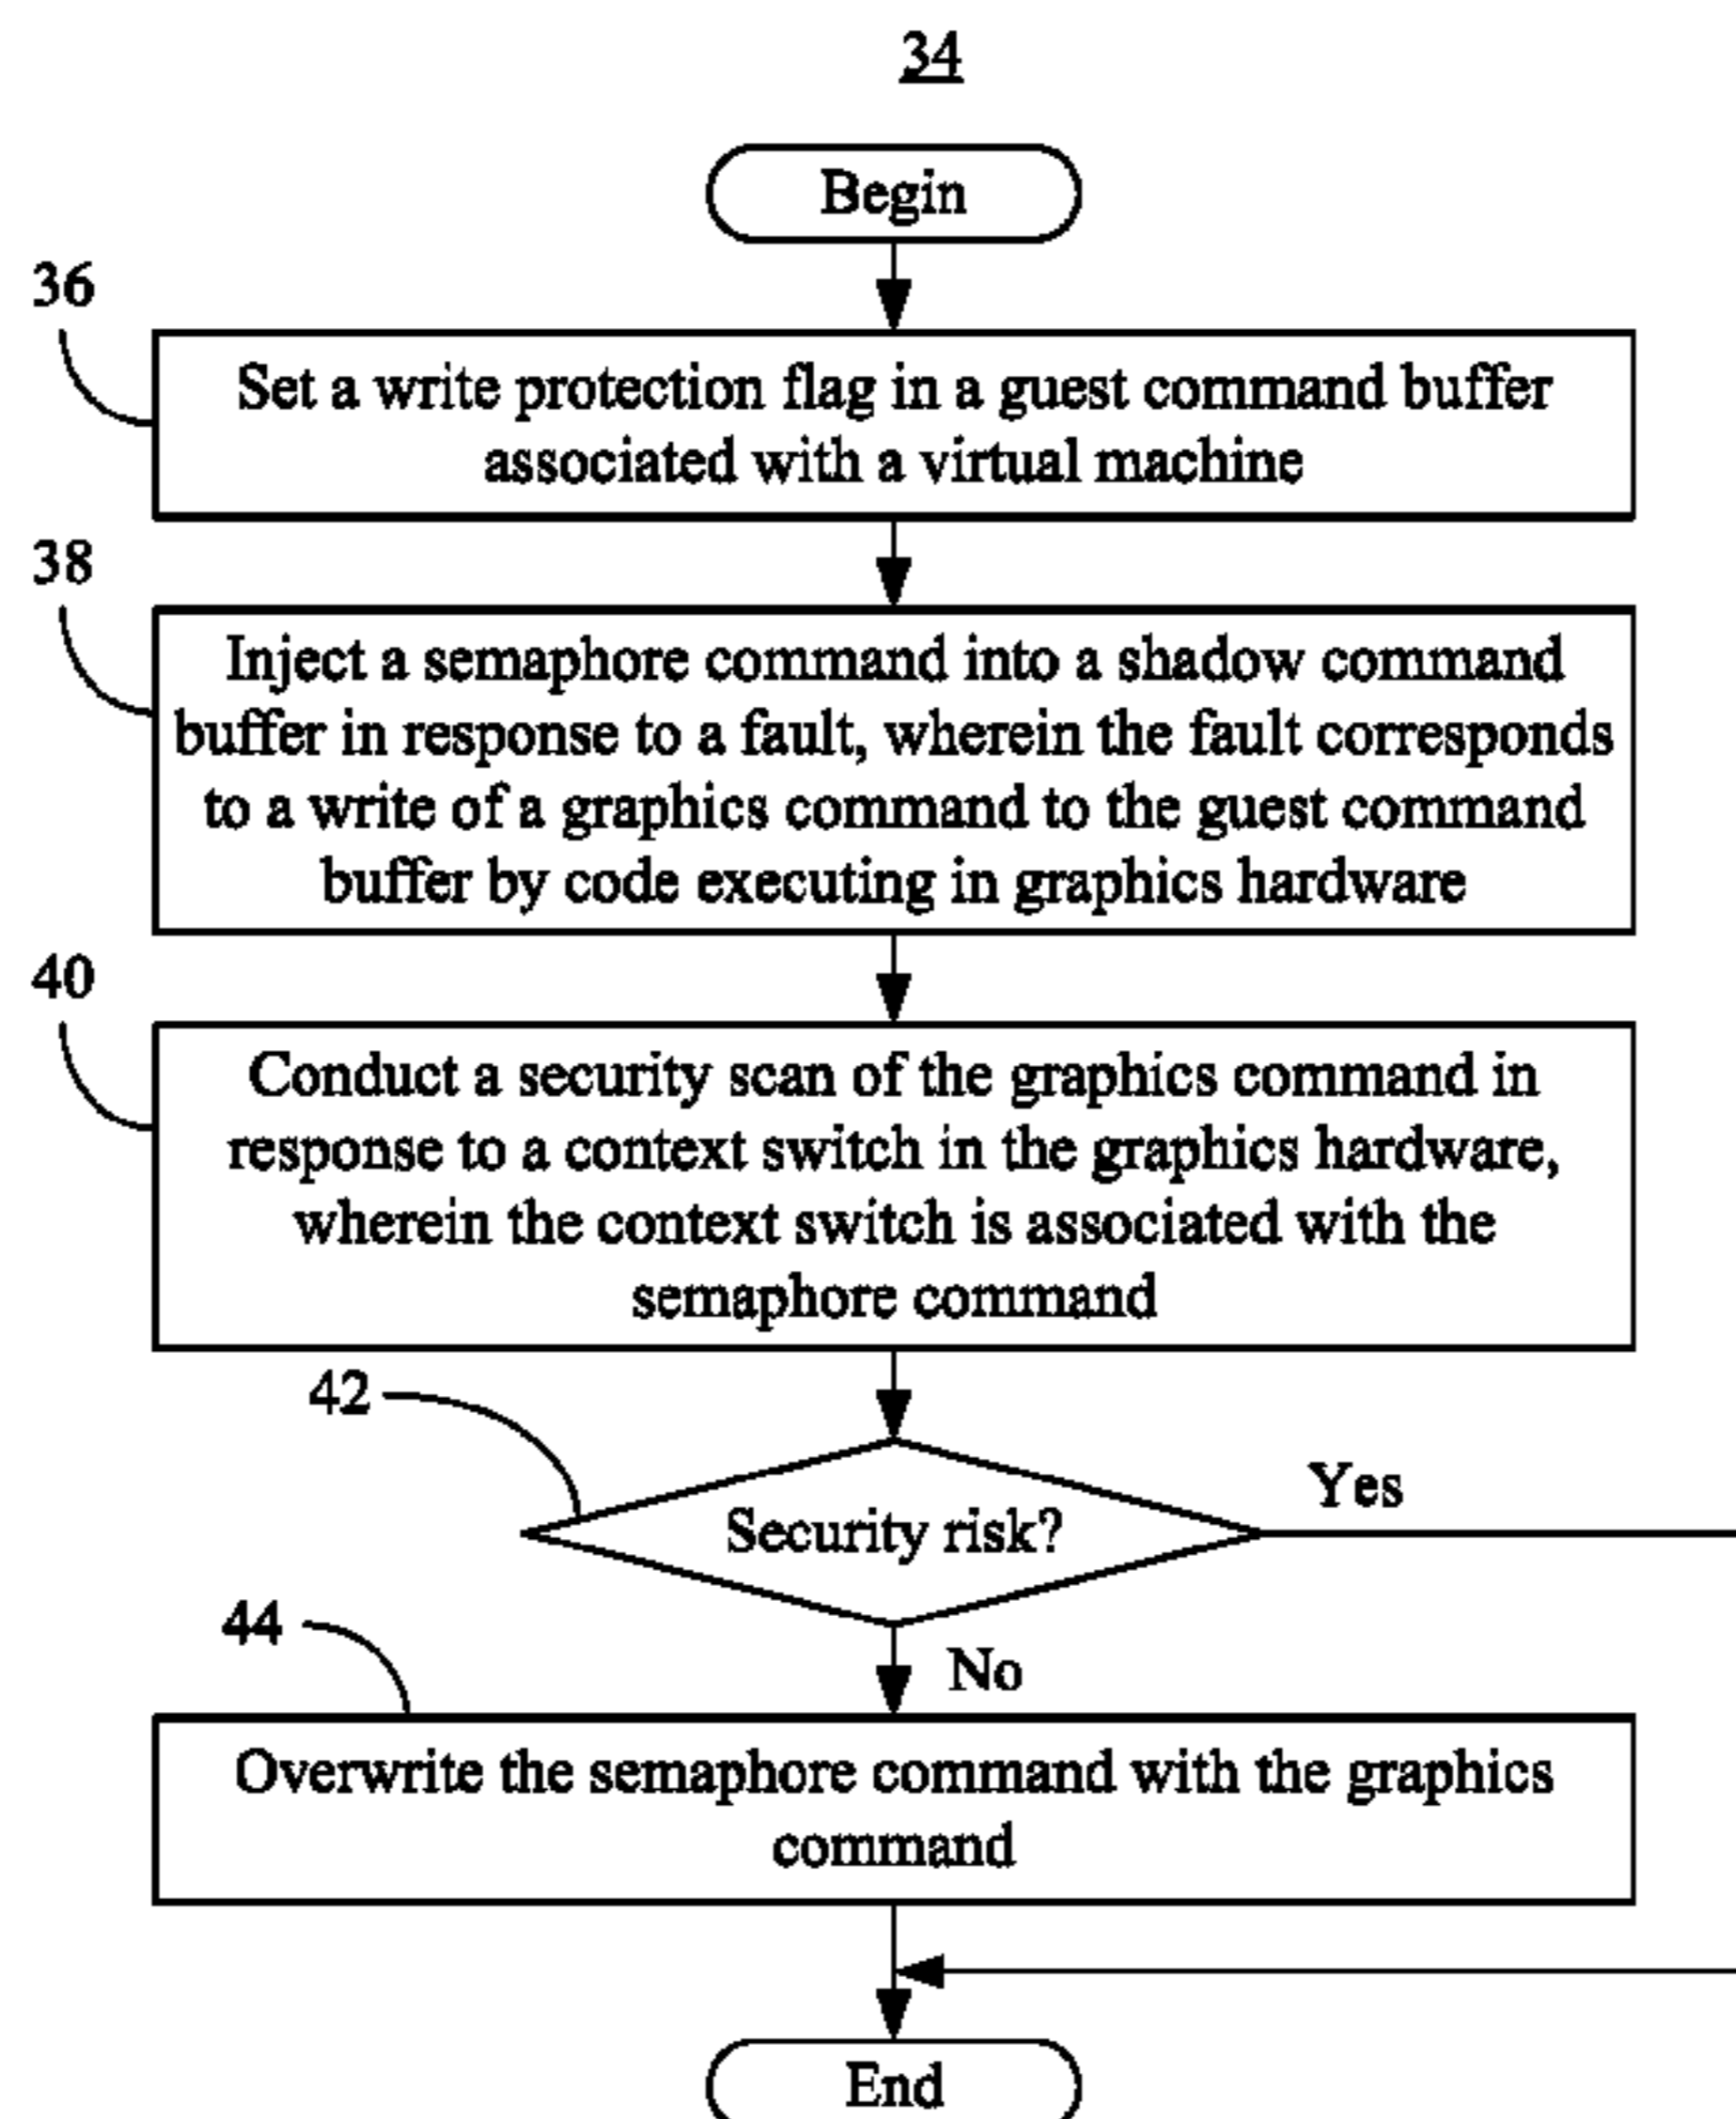 34
Begin
36
Set a write protection flag in a guest command buffer
associated with a virtual machine
38
Inject a semaphore command into a shadow command
buffer in response to a fault, wherein the fault corresponds
to a write of a graphics command to the guest command
buffer by code executing in graphics hardware
40
Conduct a security scan of the graphics command in
response to a context switch in the graphics hardware,
wherein the context switch is associated with the
semaphore command
42
Yes
Security risk?
44
No
Overwrite the semaphore command with the graphics
command
End